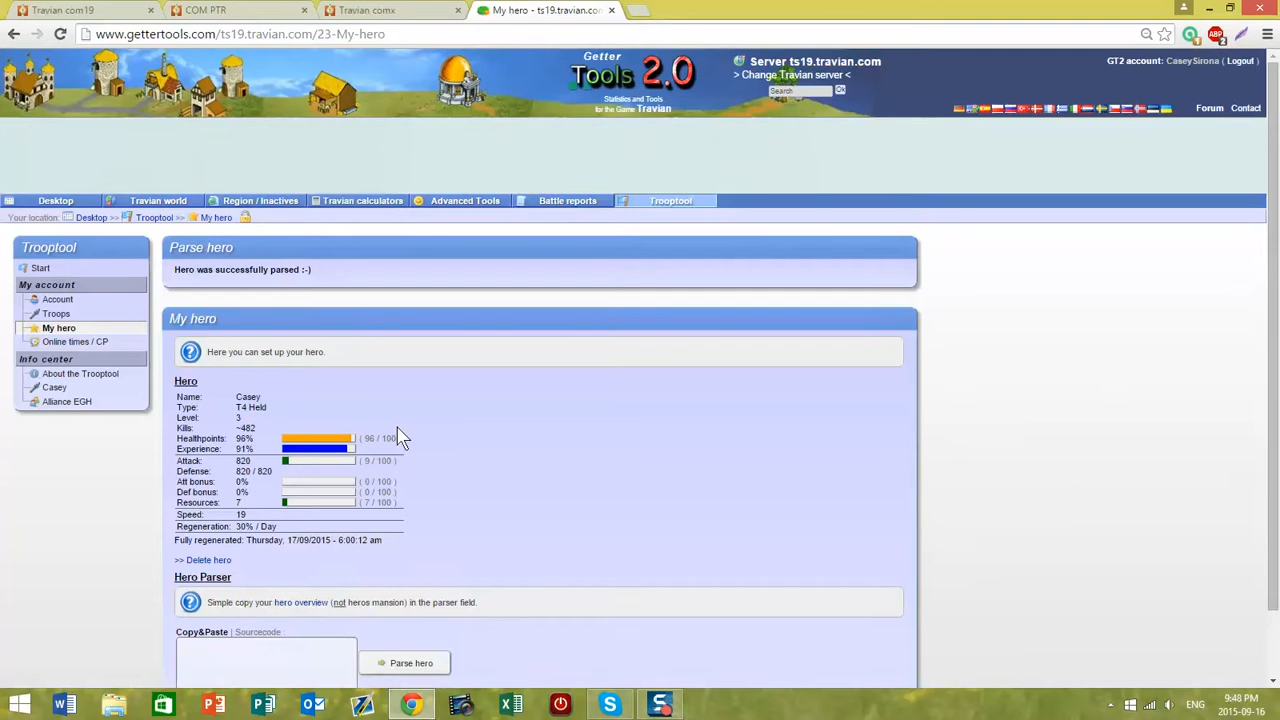 Travian com19
COM PTR
Travian comx
My hero - ts19.travian.com
www.gettertools.com/ts19.travian.com/23-My-hero
Getter
Tools 2.0
Statistics and Tools
for the Game Travian
Server ts19.travian.com
> Change Travian server <
Search
Ok
GT2 account: CaseySirona ( Logout )
Forum Contact
Desktop
Travian world
Region / Inactives
Travian calculators
Advanced Tools
Battle reports
Trooptool
Your location: Desktop >> Trooptool >> My hero
Trooptool
Start
My account
Account
Troops
My hero
Online times / CP
Info center
About the Trooptool
Casey
Alliance EGH
Parse hero
Hero was successfully parsed :-)
My hero
Here you can set up your hero.
Hero
Name: Casey
Type: T4 Held
Level: 3
Kills: ~482
Healthpoints: 96% ( 96 / 100
Experience: 91%
Attack: 820 ( 9 / 100 )
Defense: 820 / 820
Att bonus: 0% ( 0 / 100 )
Def bonus: 0% ( 0 / 100 )
Resources: 7 ( 7 / 100 )
Speed: 19
Regeneration: 30% / Day
Fully regenerated: Thursday, 17/09/2015 - 6:00:12 am
>> Delete hero
Hero Parser
Simple copy your hero overview (not heros mansion) in the parser field.
Copy&Paste | Sourcecode :
Parse hero
ENG
9:48 PM
2015-09-16